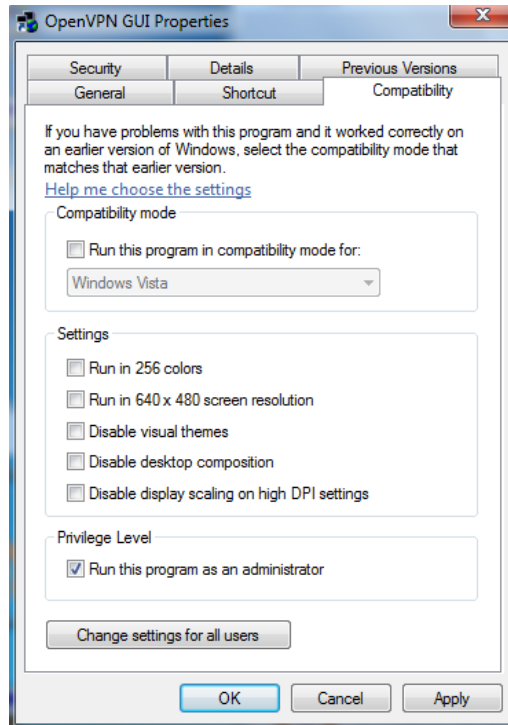 OpenVPN GUI Properties
Security Details Previous Versions
General Shortcut Compatibility
If you have problems with this program and it worked correctly on
an earlier version of Windows, select the compatibility mode that
matches that earlier version.
Help me choose the settings
Compatibility mode
Run this program in compatibility mode for:
Windows Vista
Settings
Run in 256 colors
Run in 640 x 480 screen resolution
Disable visual themes
Disable desktop composition
Disable display scaling on high DPI settings
Privilege Level
Run this program as an administrator
Change settings for all users
OK Cancel Apply